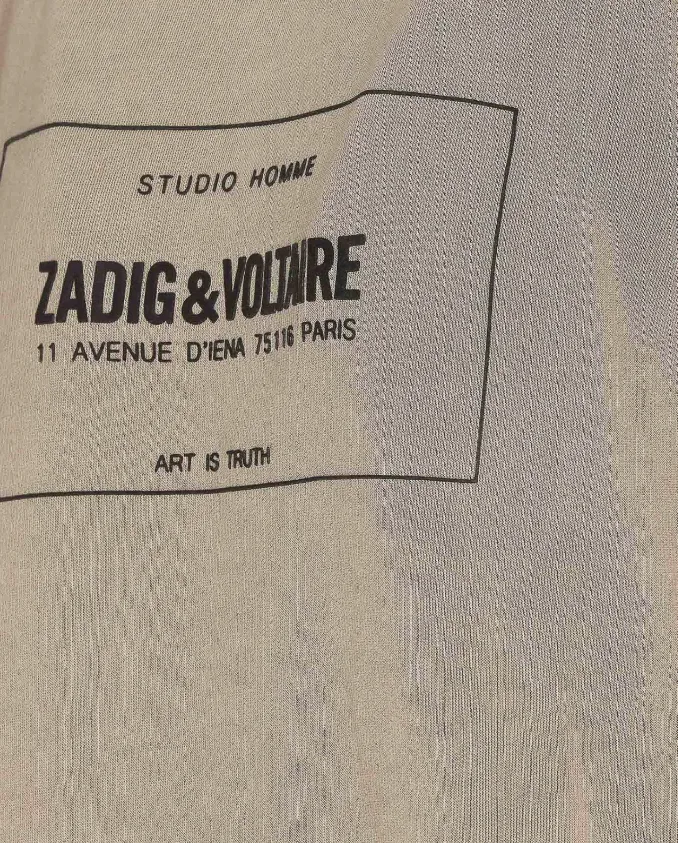 STUDIO HOMME
ZADIG & VOLTAIRE
11 AVENUE D'IENA 75116 PARIS
ART IS TRUTH